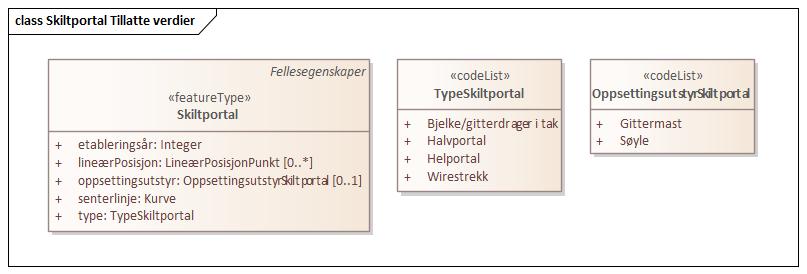 class Skiltportal Tillatte verdier
Fellesegenskaper
«featureType»
Skiltportal
+ etableringsår: Integer
+ lineærPosisjon: LineærPosisjonPunkt [0..*]
+ oppsettingsutstyr: OppsettingsutstyrSkiltportal [0..1]
+ senterlinje: Kurve
+ type: TypeSkiltportal
«codeList»
TypeSkiltportal
+ Bjelke/gitterdrager i tak
+ Halvportal
+ Helportal
+ Wirestrekk
«codeList»
OppsettingsutstyrSkiltportal
+ Gittermast
+ Søyle